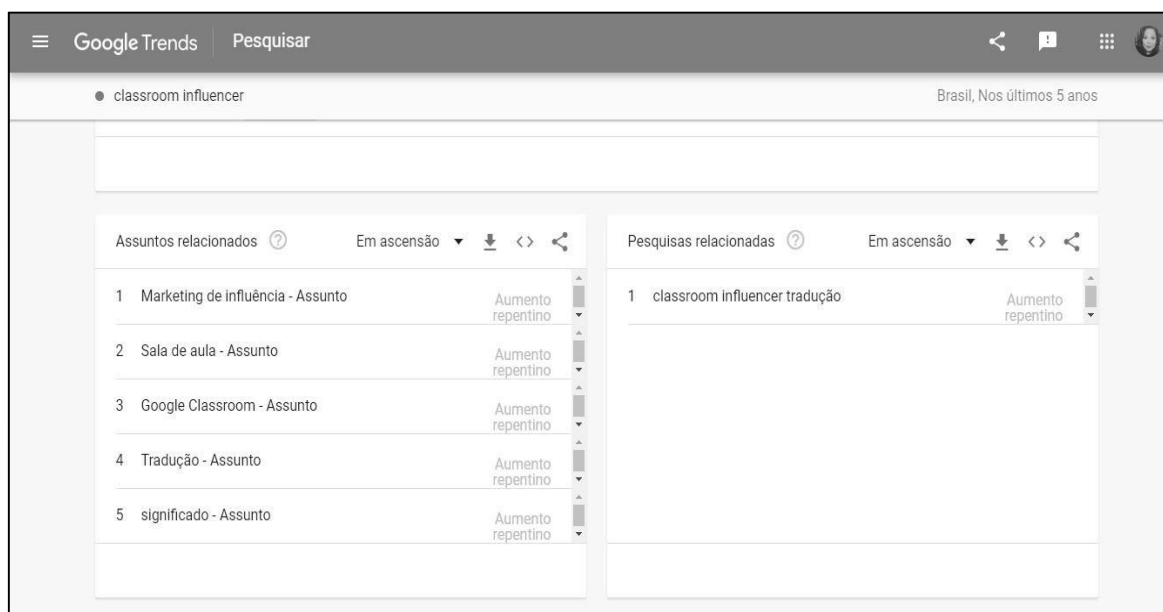 Google Trends Pesquisar
classroom influencer Brasil, Nos últimos 5 anos
Assuntos relacionados Em ascensão
1 Marketing de influência - Assunto Aumento
repentino
2 Sala de aula - Assunto Aumento
repentino
3 Google Classroom - Assunto Aumento
repentino
4 Tradução - Assunto Aumento
repentino
5 significado - Assunto Aumento
repentino
Pesquisas relacionadas Em ascensão
1 classroom influencer tradução Aumento
repentino